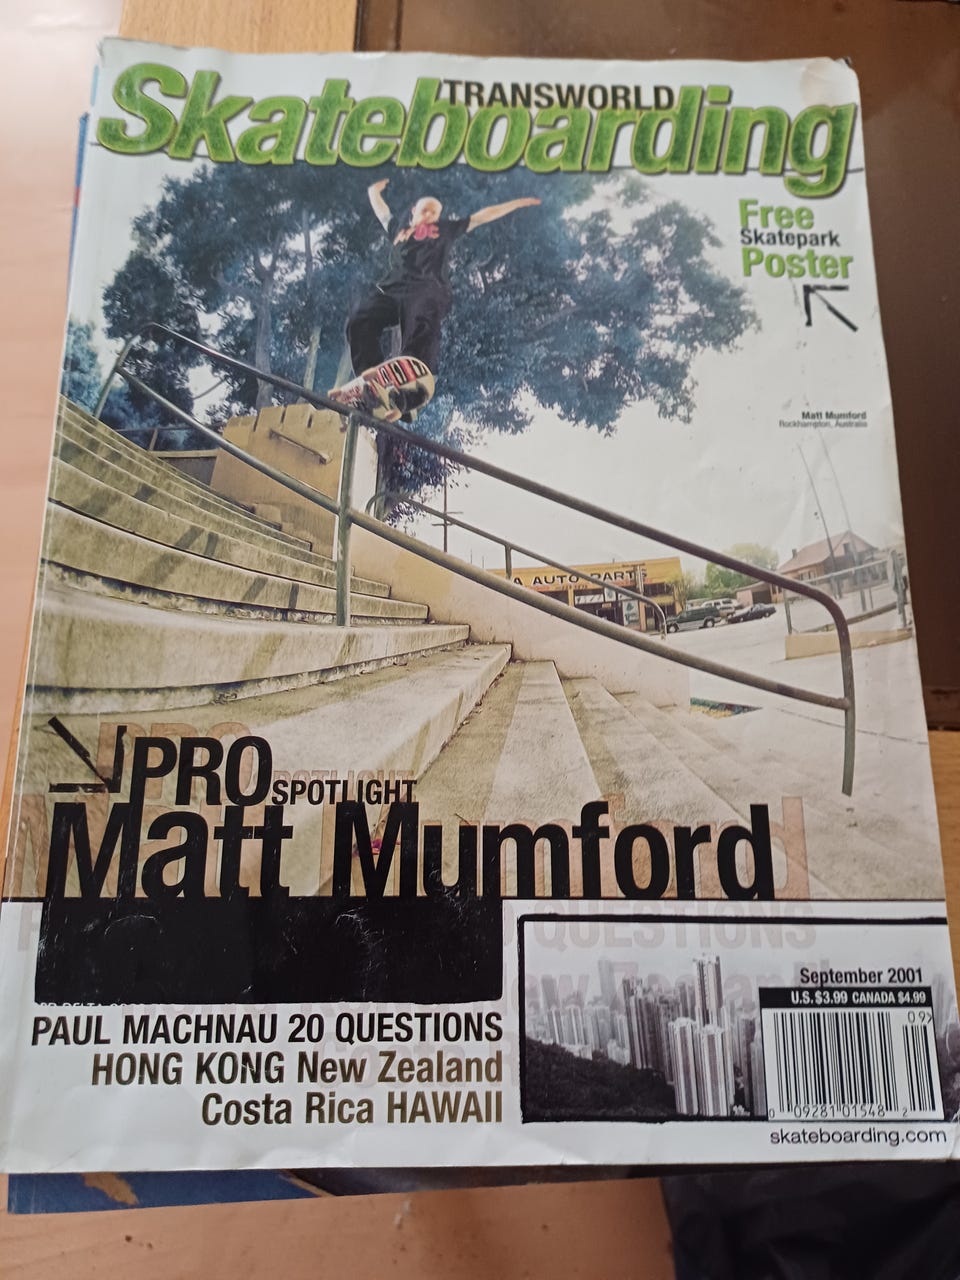 TRANSWORLD
Skateboarding
Free
Skatepark
Poster
Matt Mumford
Rockhampton, Australia
AUTO PARTS
PRO SPOTLIGHT
Matt Mumford
QUESTIONS
PAUL MACHNAU 20 QUESTIONS
HONG KONG New Zealand
Costa Rica HAWAII
September 2001
U.S. $3.99 CANADA $4.99
09>
0 09281 01548 2
skateboarding.com